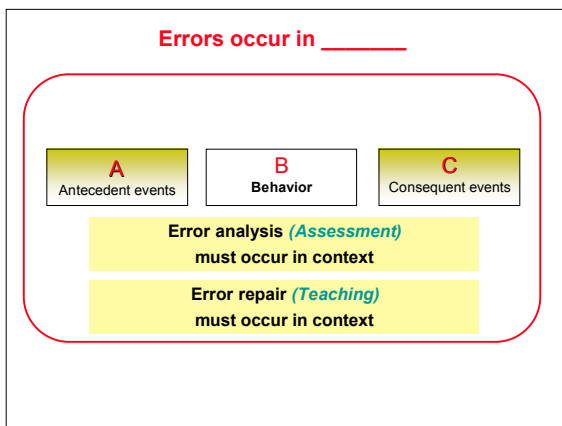 Errors occur in _______
A
Antecedent events
B
Behavior
C
Consequent events
Error analysis (Assessment)
must occur in context
Error repair (Teaching)
must occur in context